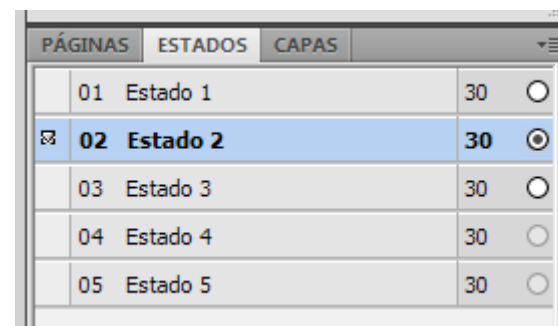 PÁGINAS ESTADOS CAPAS
01 Estado 1 30
02 Estado 2 30
03 Estado 3 30
04 Estado 4 30
05 Estado 5 30